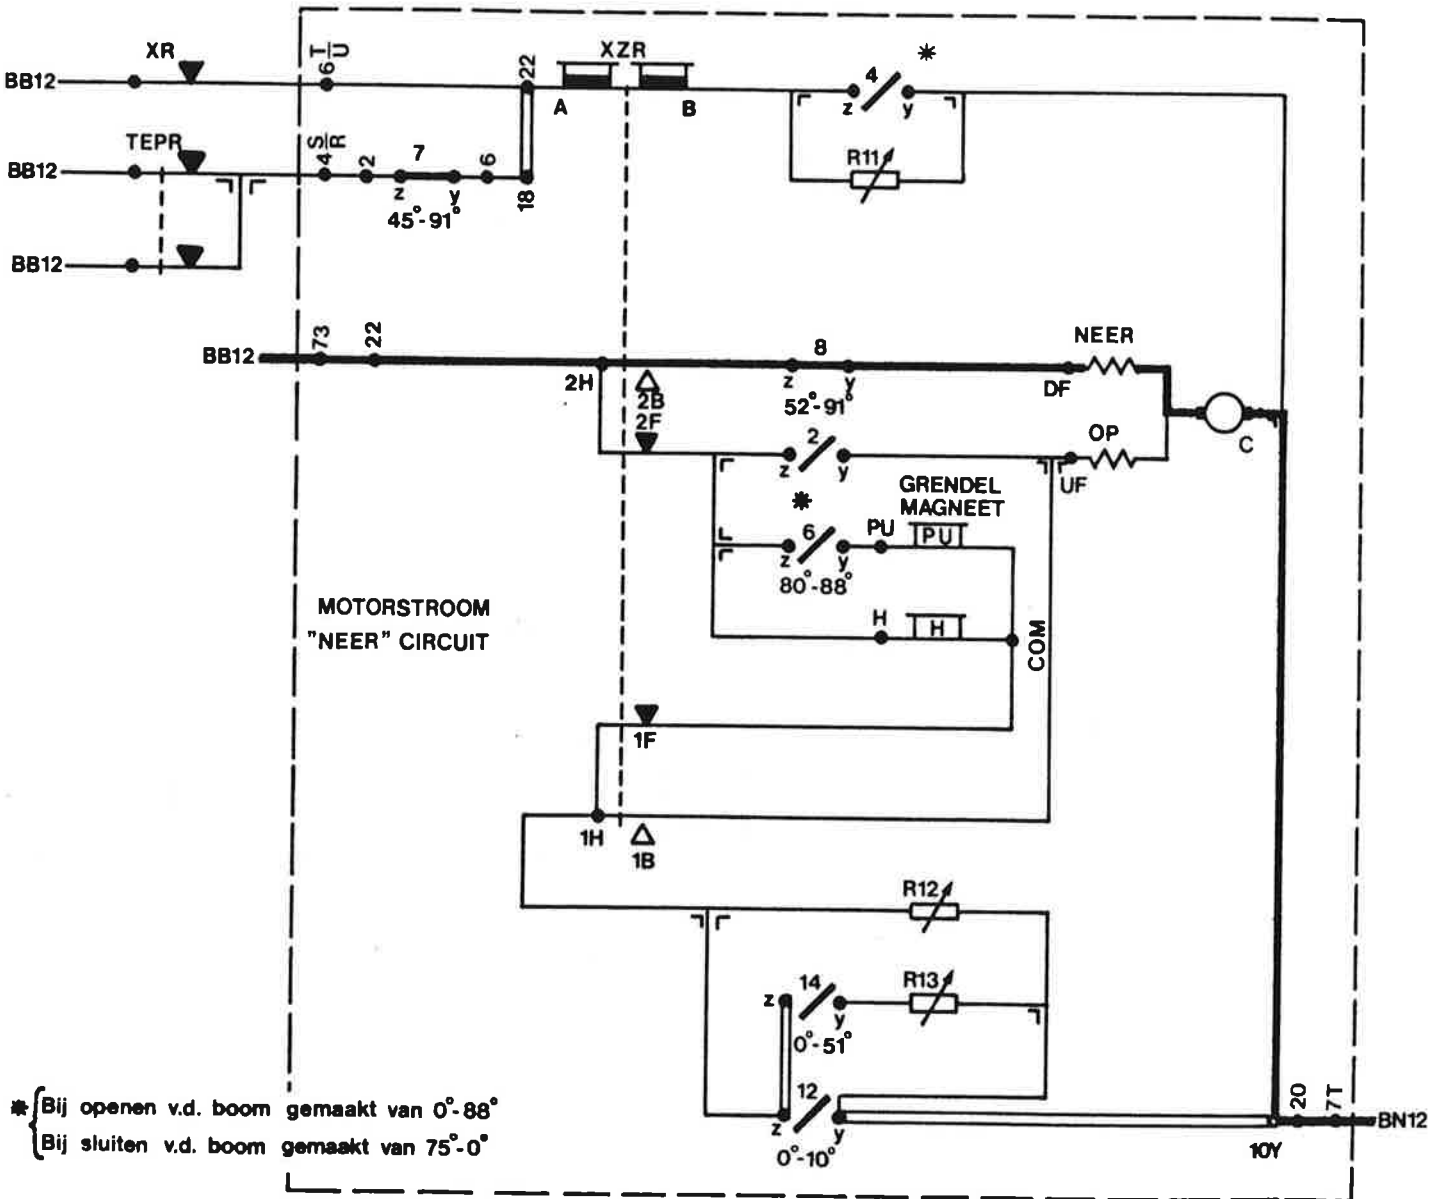 XR
BB12
6 T/U
22
XZR
A
B
4
*
z
y
R11
TEPR
BB12
4 S/R
2
7
6
z
y
18
45°-91°
BB12
BB12
73
22
2H
2B
2F
8
z
y
52°-91°
DF
NEER
C
2
z
y
OP
UF
*
GRENDEL
MAGNEET
6
z
y
PU
PU
80°-88°
H
H
COM
MOTORSTROOM
"NEER" CIRCUIT
1F
1H
1B
R12
14
z
y
R13
0°-51°
12
z
y
0°-10°
10Y
20
7T
BN12
* Bij openen v.d. boom gemaakt van 0°-88°
Bij sluiten v.d. boom gemaakt van 75°-0°